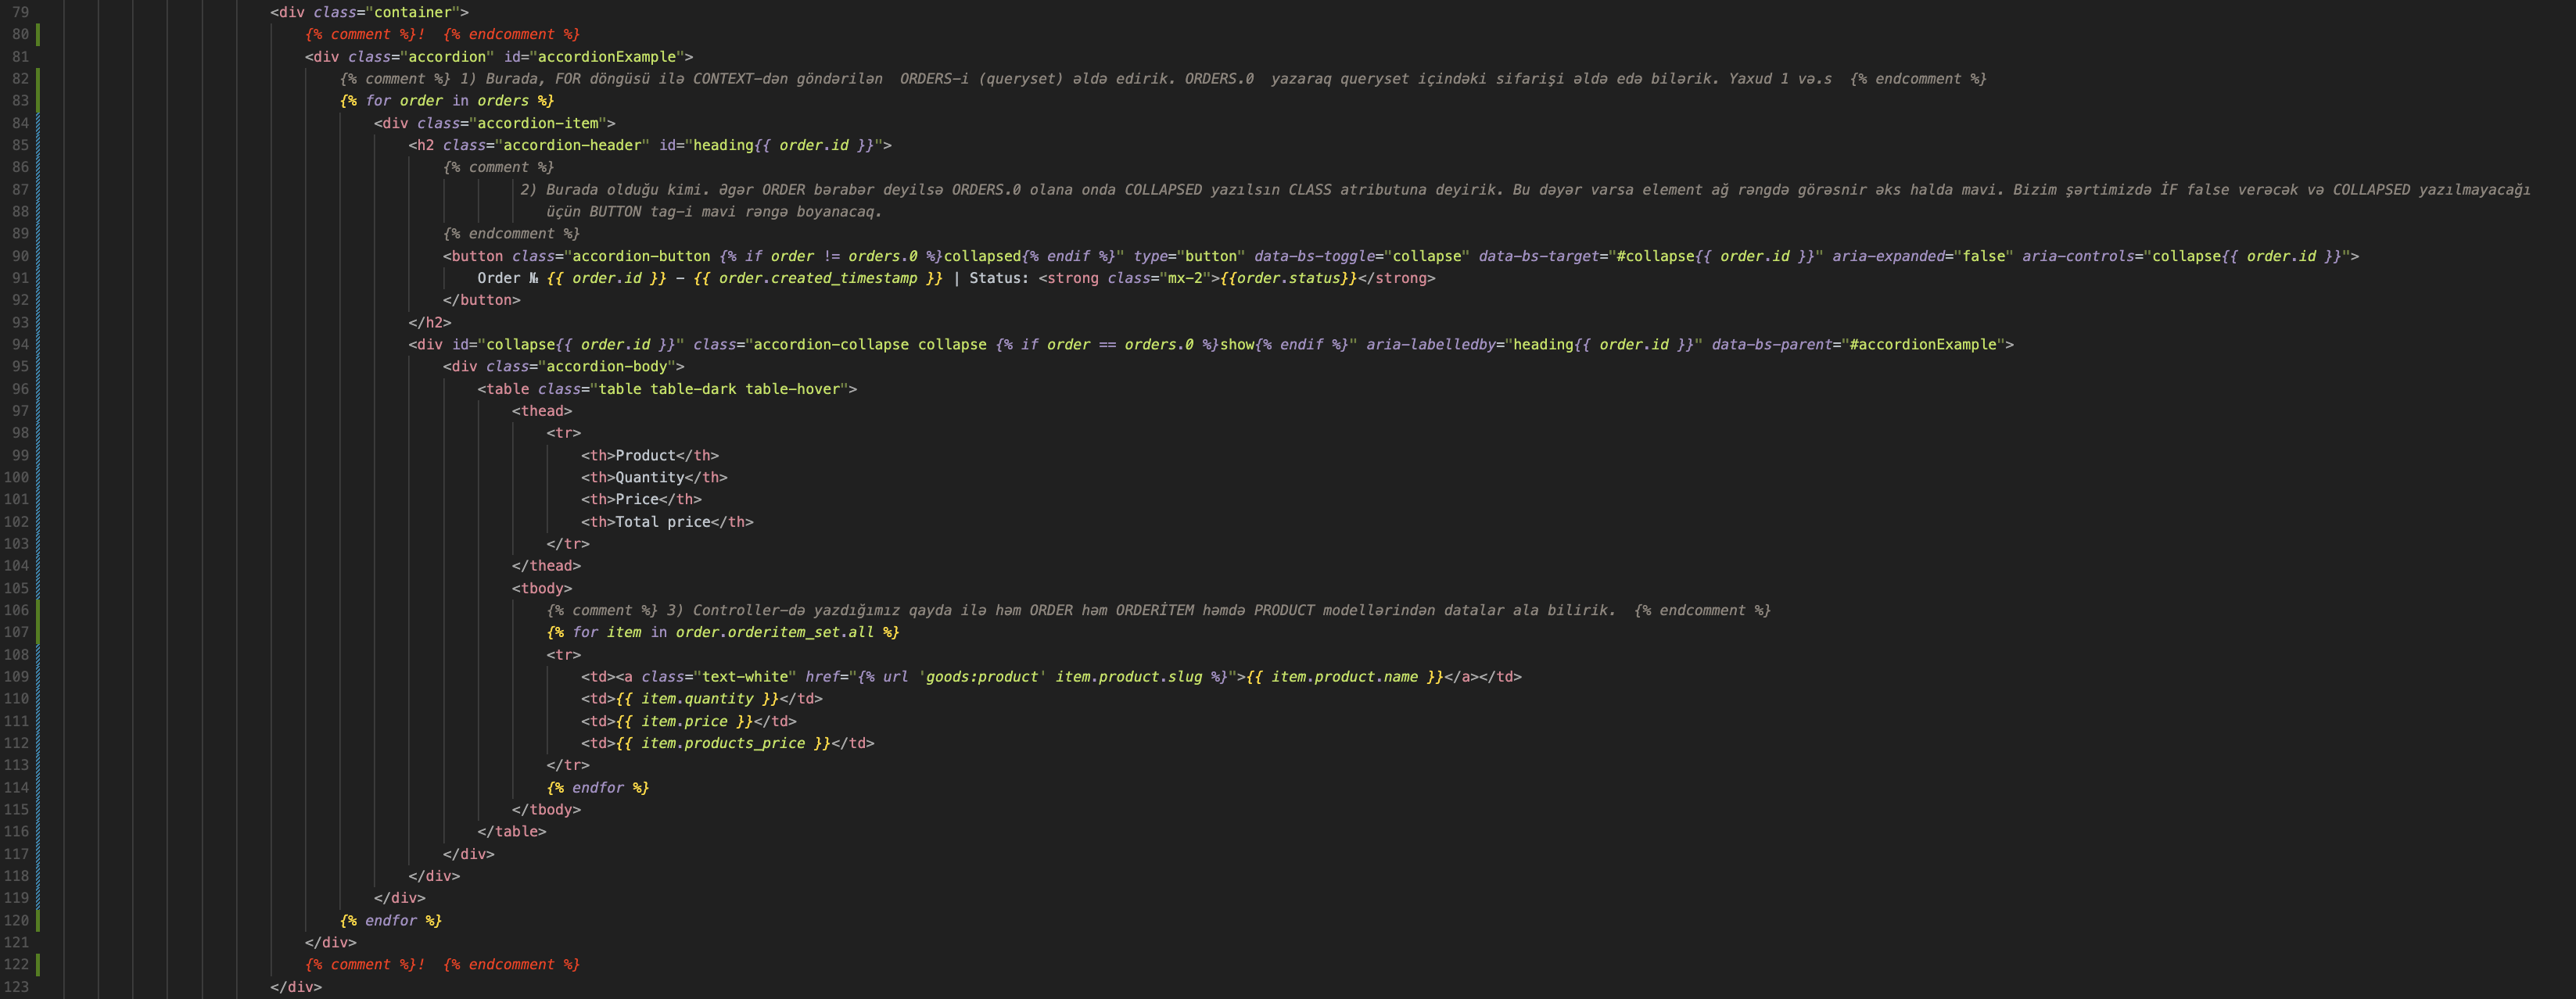 79 <div class="container">
80 {% comment %}! {% endcomment %}
81 <div class="accordion" id="accordionExample">
82 {% comment %} 1) Burada, FOR döngüsü ilə CONTEXT-dən göndərilən ORDERS-i (queryset) əldə edirik. ORDERS.0 yazaraq queryset içindəki sifarişi əldə edə bilərik. Yaxud 1 və.s {% endcomment %}
83 {% for order in orders %}
84 <div class="accordion-item">
85 <h2 class="accordion-header" id="heading{{ order.id }}">
86 {% comment %}
87 2) Burada olduğu kimi. Əgər ORDER bərabər deyilsə ORDERS.0 olana onda COLLAPSED yazılsın CLASS atributuna deyirik. Bu dəyər varsa element ağ rəngdə görəsnir əks halda mavi. Bizim şərtimizdə İF false verəcək və COLLAPSED yazılmayacağı
88 üçün BUTTON tag-i mavi rəngə boyanacaq.
89 {% endcomment %}
90 <button class="accordion-button {% if order != orders.0 %}collapsed{% endif %}" type="button" data-bs-toggle="collapse" data-bs-target="#collapse{{ order.id }}" aria-expanded="false" aria-controls="collapse{{ order.id }}">
91 Order № {{ order.id }} - {{ order.created_timestamp }} | Status: <strong class="mx-2">{{order.status}}</strong>
92 </button>
93 </h2>
94 <div id="collapse{{ order.id }}" class="accordion-collapse collapse {% if order == orders.0 %}show{% endif %}" aria-labelledby="heading{{ order.id }}" data-bs-parent="#accordionExample">
95 <div class="accordion-body">
96 <table class="table table-dark table-hover">
97 <thead>
98 <tr>
99 <th>Product</th>
100 <th>Quantity</th>
101 <th>Price</th>
102 <th>Total price</th>
103 </tr>
104 </thead>
105 <tbody>
106 {% comment %} 3) Controller-də yazdığımız qayda ilə həm ORDER həm ORDERİTEM həmdə PRODUCT modellərindən datalar ala bilirik. {% endcomment %}
107 {% for item in order.orderitem_set.all %}
108 <tr>
109 <td><a class="text-white" href="{% url 'goods:product' item.product.slug %}">{{ item.product.name }}</a></td>
110 <td>{{ item.quantity }}</td>
111 <td>{{ item.price }}</td>
112 <td>{{ item.products_price }}</td>
113 </tr>
114 {% endfor %}
115 </tbody>
116 </table>
117 </div>
118 </div>
119 </div>
120 {% endfor %}
121 </div>
122 {% comment %}! {% endcomment %}
123 </div>